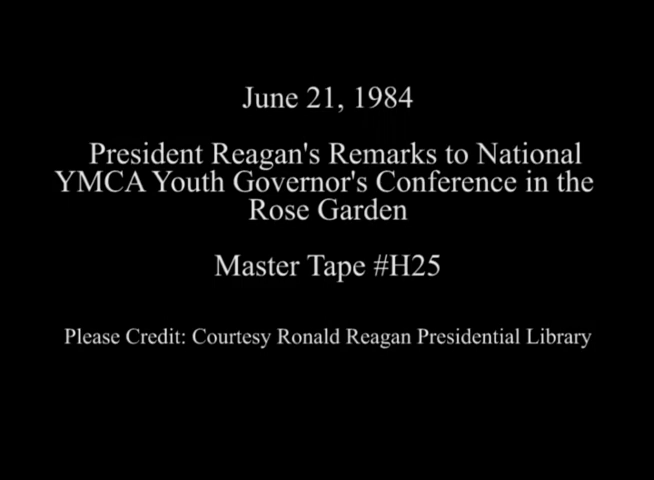 June 21, 1984
President Reagan's Remarks to National
YMCA Youth Governor's Conference in the
Rose Garden
Master Tape #H25
Please Credit: Courtesy Ronald Reagan Presidential Library